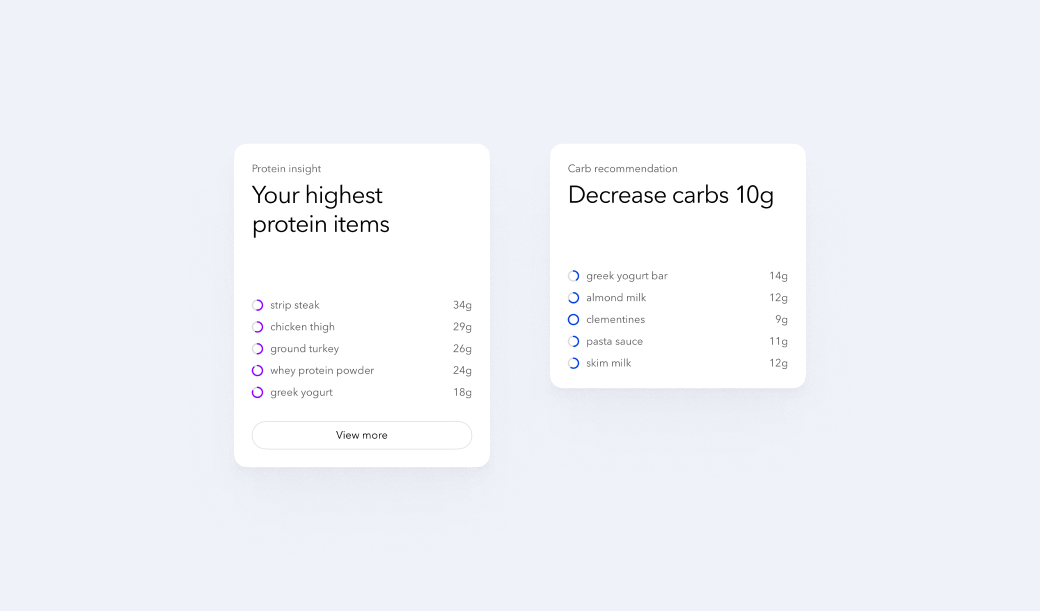 Protein insight
Your highest
protein items
strip steak 34g
chicken thigh 29g
ground turkey 26g
whey protein powder 24g
greek yogurt 18g
View more
Carb recommendation
Decrease carbs 10g
greek yogurt bar 14g
almond milk 12g
clementines 9g
pasta sauce 11g
skim milk 12g